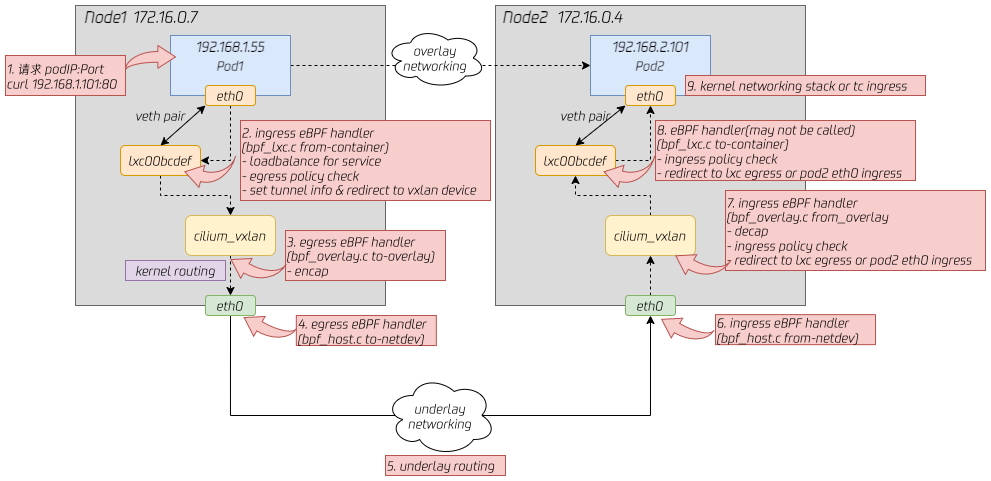 Node1 172.16.0.7
192.168.1.55
Pod1
eth0
1. 请求 podIP:Port
curl 192.168.1.101:80
veth pair
lxc00bcdef
2. ingress eBPF handler
(bpf_lxc.c from-container)
- loadbalance for service
- egress policy check
- set tunnel info & redirect to vxlan device
cilium_vxlan
3. egress eBPF handler
(bpf_overlay.c to-overlay)
- encap
kernel routing
eth0
4. egress eBPF handler
(bpf_host.c to-netdev)
overlay
networking
underlay
networking
5. underlay routing
Node2 172.16.0.4
192.168.2.101
Pod2
eth0
9. kernel networking stack or tc ingress
veth pair
lxc00bcdef
8. eBPF handler(may not be called)
(bpf_lxc.c to-container)
- ingress policy check
- redirect to lxc egress or pod2 eth0 ingress
cilium_vxlan
7. ingress eBPF handler
(bpf_overlay.c from_overlay
- decap
- ingress policy check
- redirect to lxc egress or pod2 eth0 ingress
eth0
6. ingress eBPF handler
(bpf_host.c from-netdev)